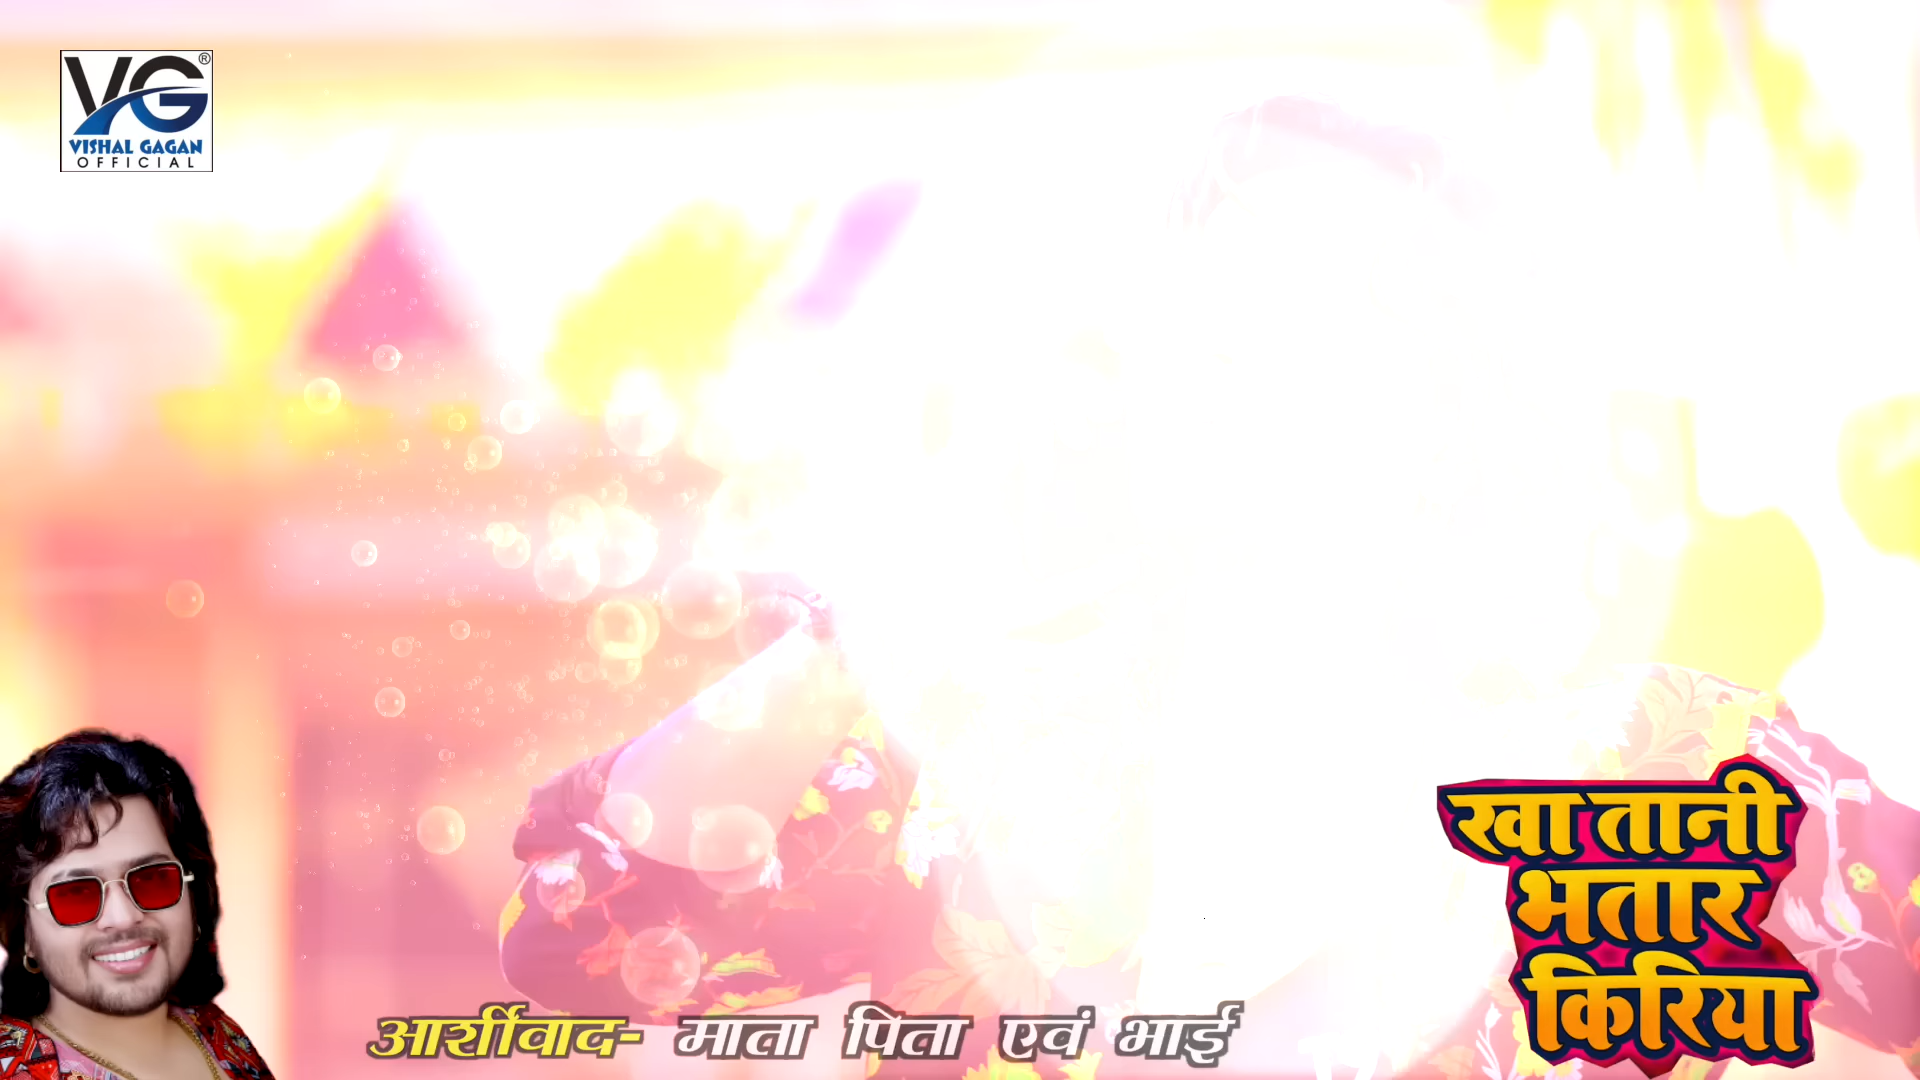 VG®
VISHAL GAGAN
OFFICIAL
खा तानी
भतार
किरिया
आर्शीवाद- माता पिता एवं भाई